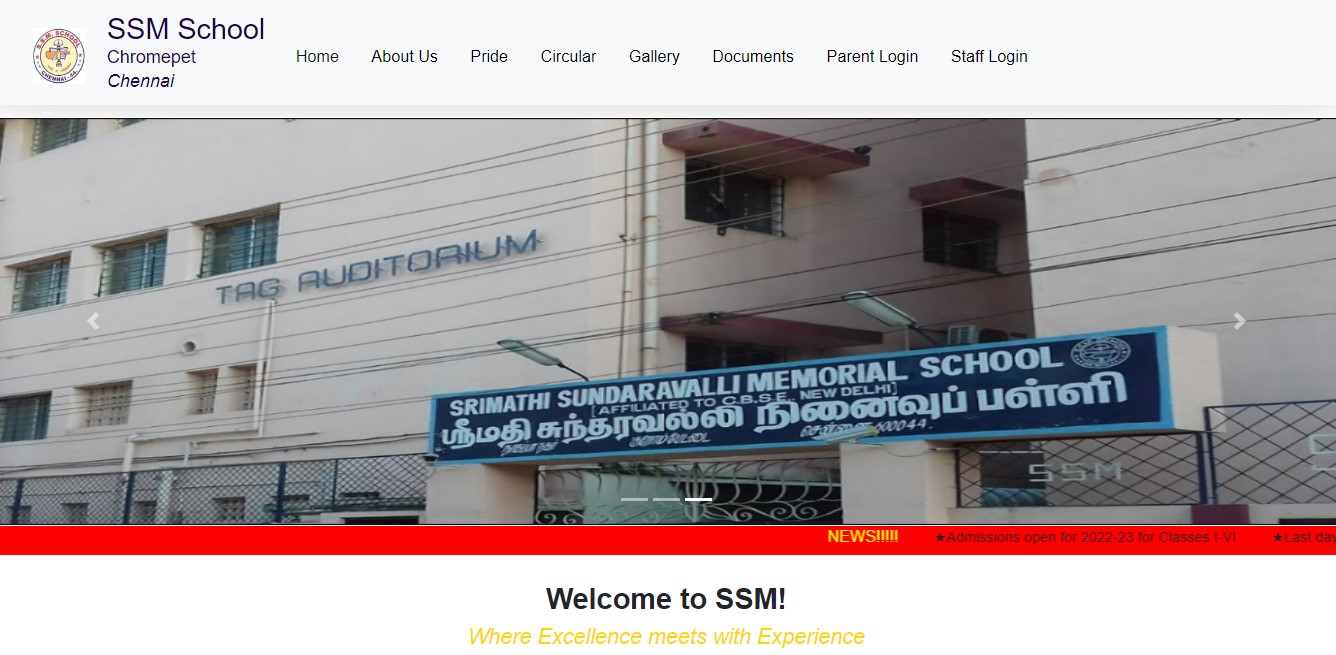 SSM School
Chromepet
Chennai
Home About Us Pride Circular Gallery Documents Parent Login Staff Login
S.S.M. SCHOOL
CHENNAI - 44.
TAG AUDITORIUM
SRIMATHI SUNDARAVALLI MEMORIAL SCHOOL
[AFFILIATED TO C.B.S.E., NEW DELHI]
ஸ்ரீமதி சுந்தரவல்லி நினைவுப் பள்ளி
சென்னை-600044.
SSM
NEWS!!!!! ★Admissions open for 2022-23 for Classes I-VI ★Last day
Welcome to SSM!
Where Excellence meets with Experience